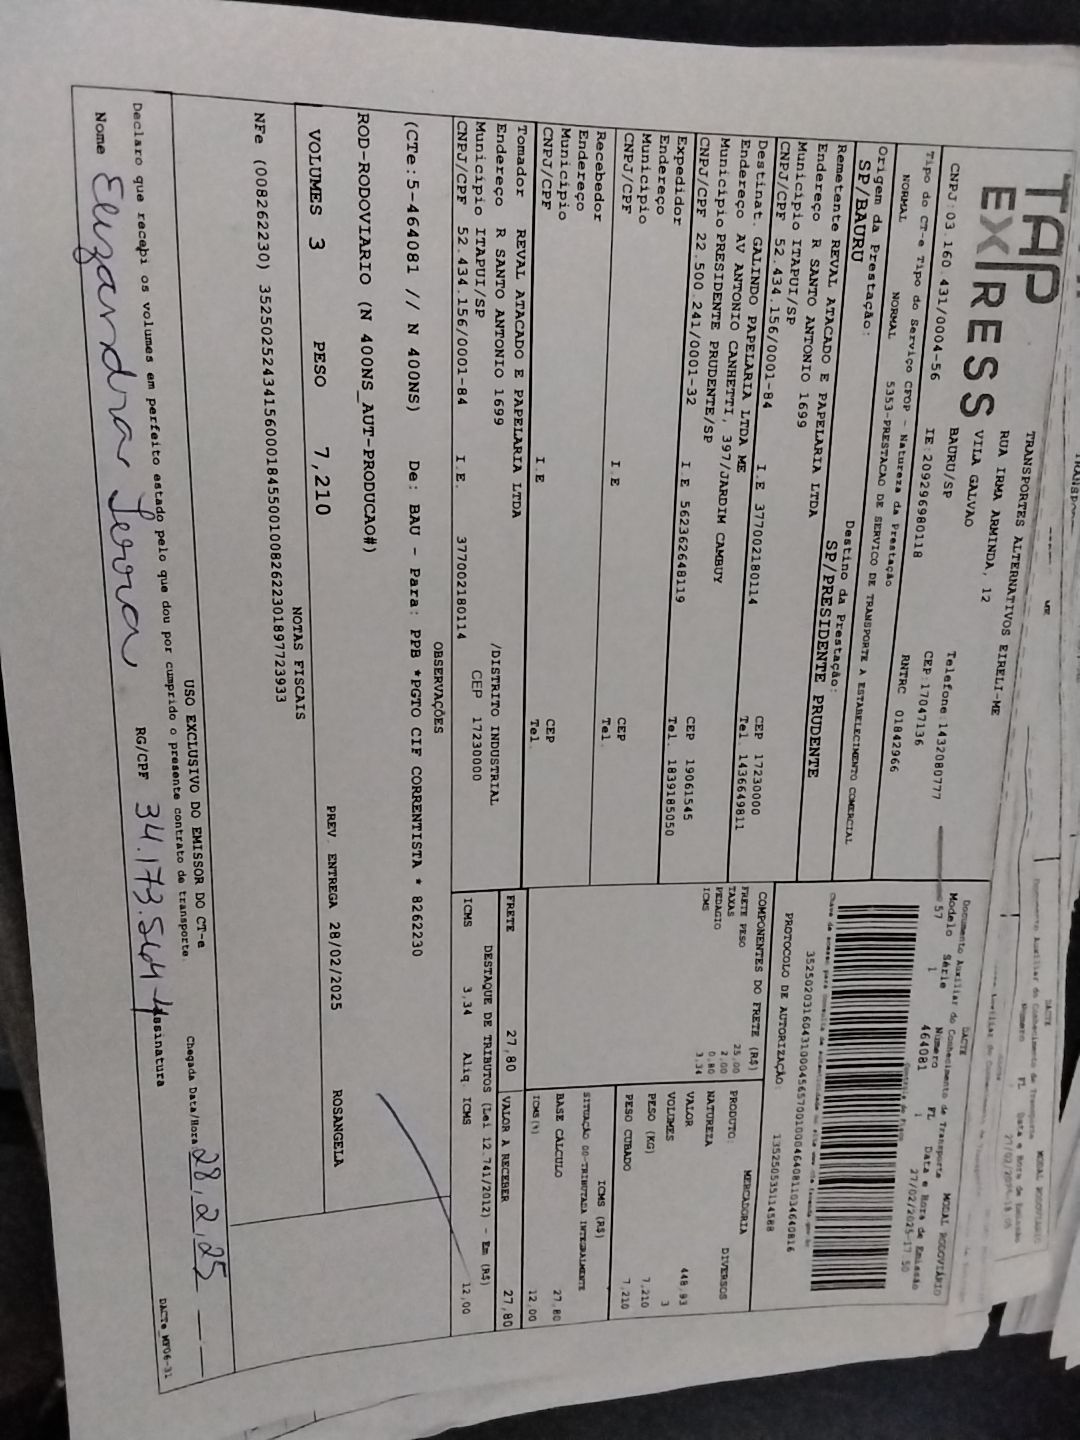 TAP
EXPRESS
TRANSPORTES ALTERNATIVOS EIRELI-ME
RUA IRMA ARMINDA, 12
VILA GALVAO
BAURU/SP
Telefone: 1432080777
CNPJ: 03.160.431/0004-56
IE: 209296980118
CEP: 17047136
Tipo do CT-e Tipo do Serviço CFOP - Natureza da Prestação
RNTRC 01842966
NORMAL NORMAL 5353-PRESTACAO DE SERVICO DE TRANSPORTE A ESTABELECIMENTO COMERCIAL
Origem da Prestação:
SP/BAURU
Destino da Prestação:
SP/PRESIDENTE PRUDENTE
Remetente REVAL ATACADO E PAPELARIA LTDA
Endereço R SANTO ANTONIO 1699
Municipio ITAPUI/SP
CEP 17230000
CNPJ/CPF 52.434.156/0001-84
I.E 377002180114
Tel. 1436649811
Destinat. GALINDO PAPELARIA LTDA ME
Endereço AV ANTONIO CANHETTI, 397/JARDIM CAMBUY
Municipio PRESIDENTE PRUDENTE/SP
CEP 19061545
CNPJ/CPF 22.500.241/0001-32
I.E 562362648119
Tel. 1839185050
Expedidor
Endereço
Municipio
CEP
CNPJ/CPF
I.E
Tel.
Recebedor
Endereço
Municipio
CEP
CNPJ/CPF
I.E
Tel.
Tomador REVAL ATACADO E PAPELARIA LTDA
Endereço R SANTO ANTONIO 1699
/DISTRITO INDUSTRIAL
Municipio ITAPUI/SP
CEP 17230000
CNPJ/CPF 52.434.156/0001-84
I.E. 377002180114
DACTE
MODAL RODOVIÁRIO
Documento Auxiliar do Conhecimento de Transporte
Modelo Série Número FL Data e Hora de Emissão
57 1 464081 1 27/02/2025-17:50
PROTOCOLO DE AUTORIZAÇÃO:
135250535114588
COMPONENTES DO FRETE (R$)
FRETE PESO 25,00
TAXAS 2,00
PEDAGIO 0,80
ICMS 3,34
PRODUTO: MERCADORIA
NATUREZA DIVERSOS
VALOR 448,93
VOLUMES 3
PESO (KG) 7,210
PESO CUBADO 7,210
ICMS (R$)
SITUAÇÃO 00-TRIBUTADA INTEGRALMENTE
BASE CALCULO 27,80
ICMS(%) 12,00
FRETE 27,80
VALOR A RECEBER 27,80
DESTAQUE DE TRIBUTOS (Lei 12.741/2012) - Em (R$)
ICMS 3,34 Aliq. ICMS 12,00
OBSERVAÇÕES
(CTe:5-464081 // N 400NS) De: BAU - Para: PPB *PGTO CIF CORRENTISTA * 8262230
ROD-RODOVIARIO (N 400NS_AUT-PRODUCAO#)
VOLUMES 3 PESO 7,210
PREV. ENTREGA 28/02/2025 ROSANGELA
NOTAS FISCAIS
NFe (008262230) 35250252434156000184550010082622301897723933
USO EXCLUSIVO DO EMISSOR DO CT-e
Declaro que recebi os volumes em perfeito estado pelo que dou por cumprido o presente contrato de transporte.
Chegada Data/Hora 28,2,25
Nome Elizandra Serra RG/CPF 34.173.564-4 Assinatura
DACTe_MT06-31